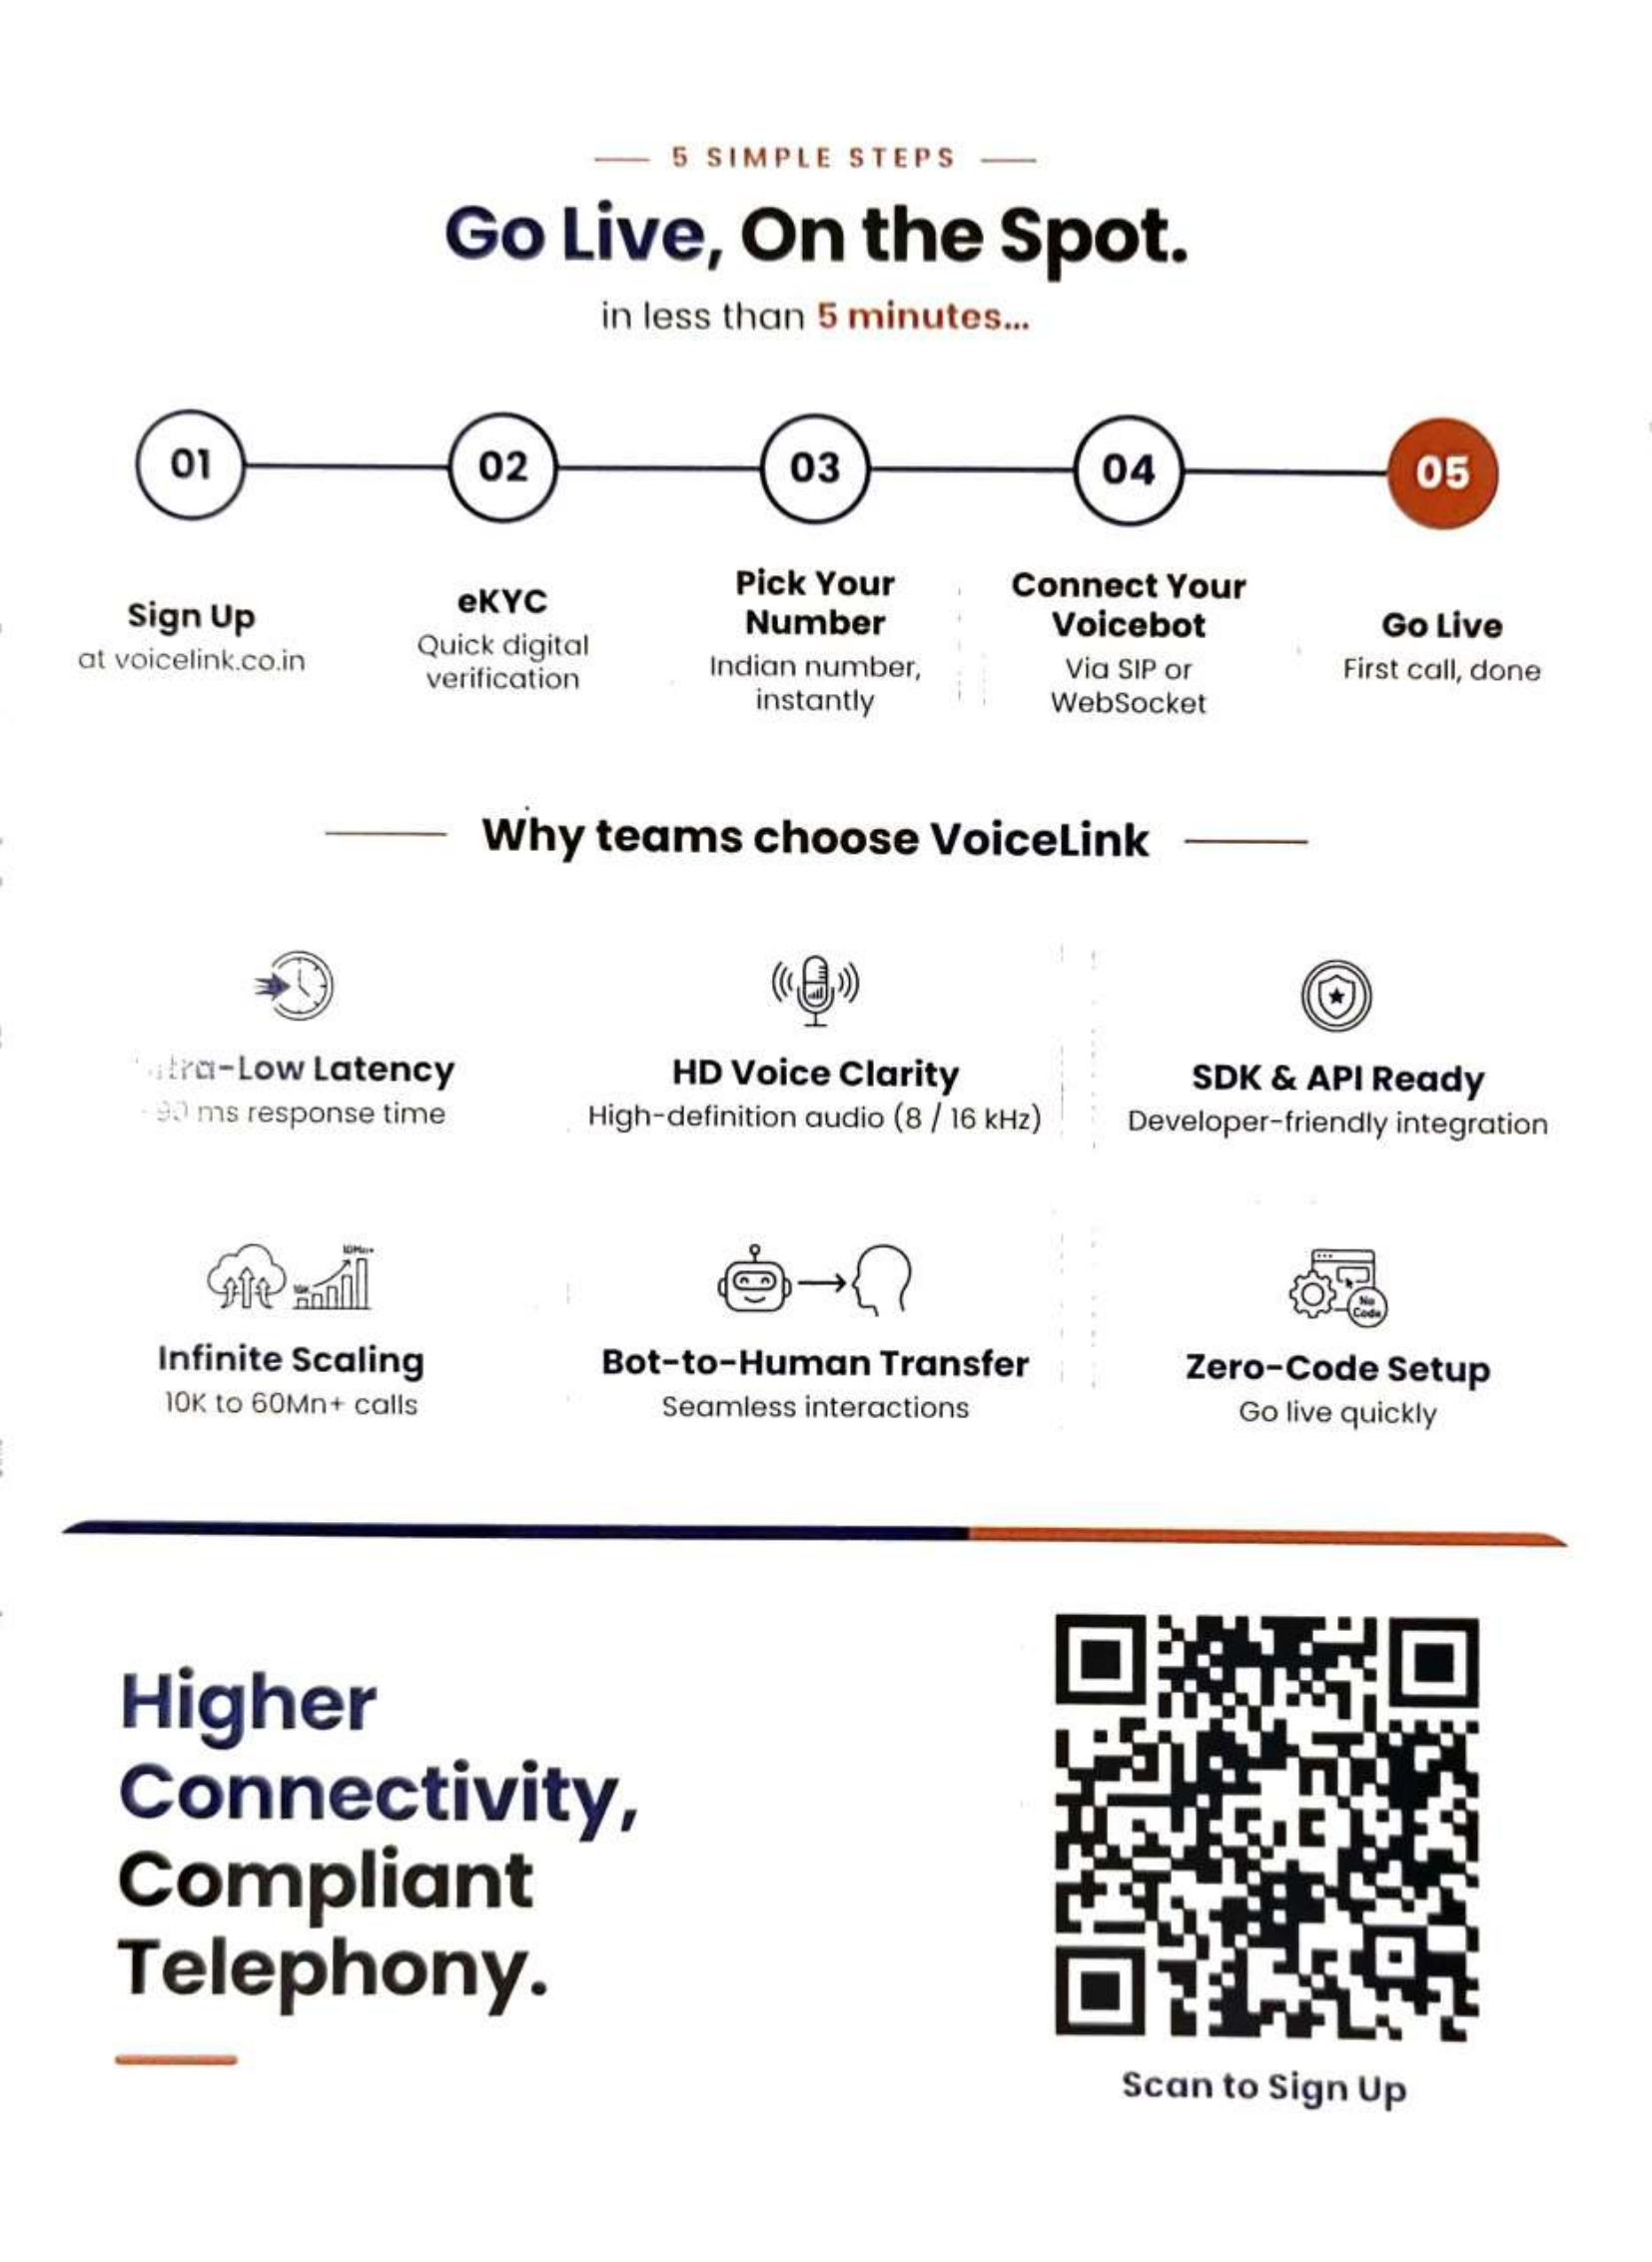 5 SIMPLE STEPS
Go Live, On the Spot.
in less than 5 minutes...
01
02
03
04
05
Sign Up
at voicelink.co.in
eKYC
Quick digital
verification
Pick Your
Number
Indian number,
instantly
Connect Your
Voicebot
Via SIP or
WebSocket
Go Live
First call, done
Why teams choose VoiceLink
-Low Latency
ms response time
HD Voice Clarity
High-definition audio (8 / 16 kHz)
SDK & API Ready
Developer-friendly integration
Infinite Scaling
10K to 60Mn+ calls
Bot-to-Human Transfer
Seamless interactions
No
Code
Zero-Code Setup
Go live quickly
Higher
Connectivity,
Compliant
Telephony.
Scan to Sign Up